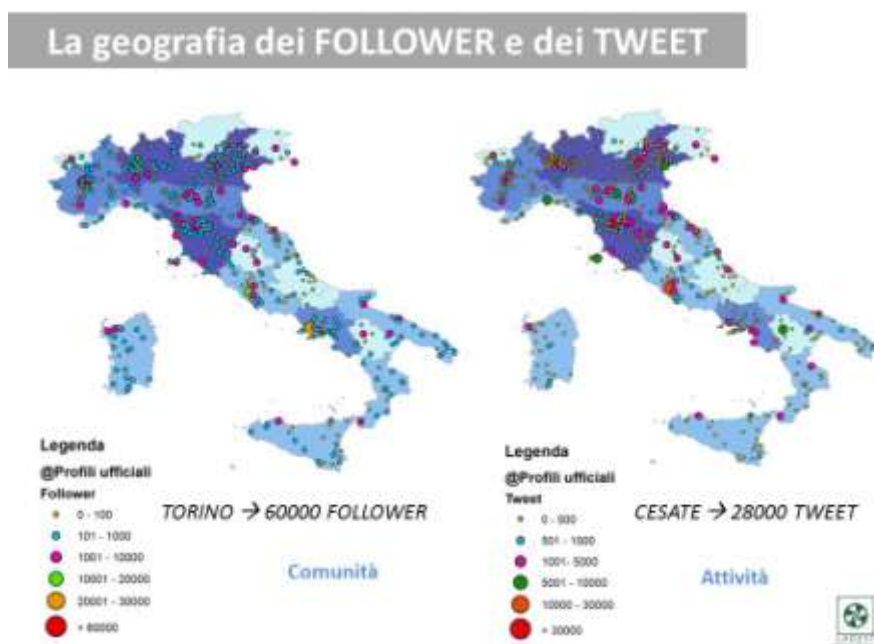 La geografia dei FOLLOWER e dei TWEET
Legenda
@Profili ufficiali
Follower
0 - 100
101 - 1000
1001 - 10000
10001 - 20000
20001 - 30000
> 60000
TORINO → 60000 FOLLOWER
Comunità
Legenda
@Profili ufficiali
Tweet
0 - 500
501 - 1000
1001 - 5000
5001 - 10000
10000 - 30000
> 30000
CESATE → 28000 TWEET
Attività